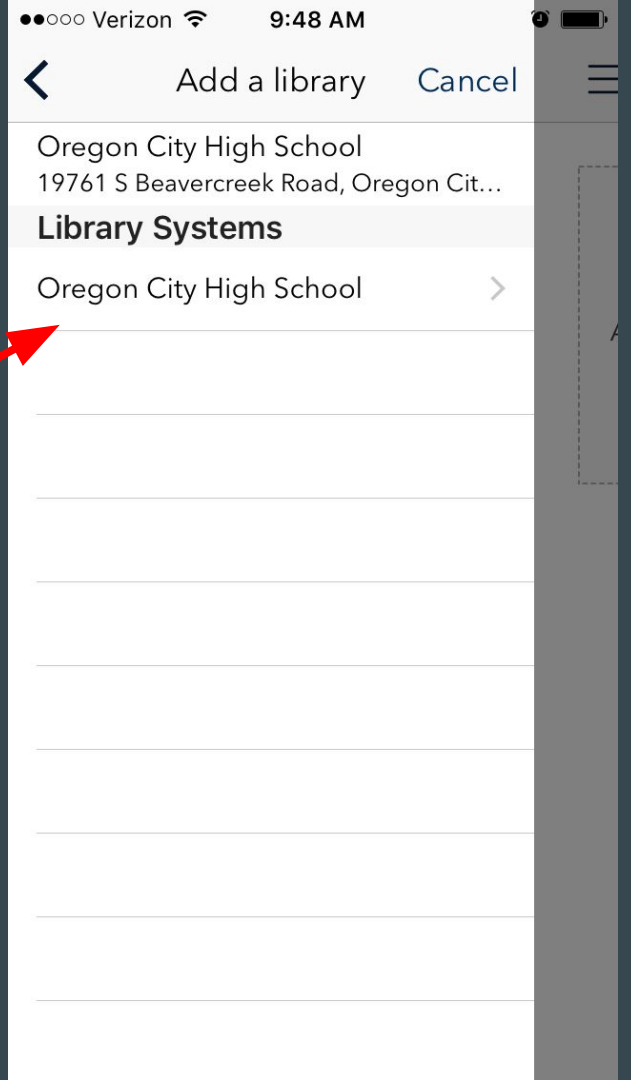 Verizon 9:48 AM
Add a library Cancel
Oregon City High School
19761 S Beavercreek Road, Oregon Cit...
Library Systems
Oregon City High School